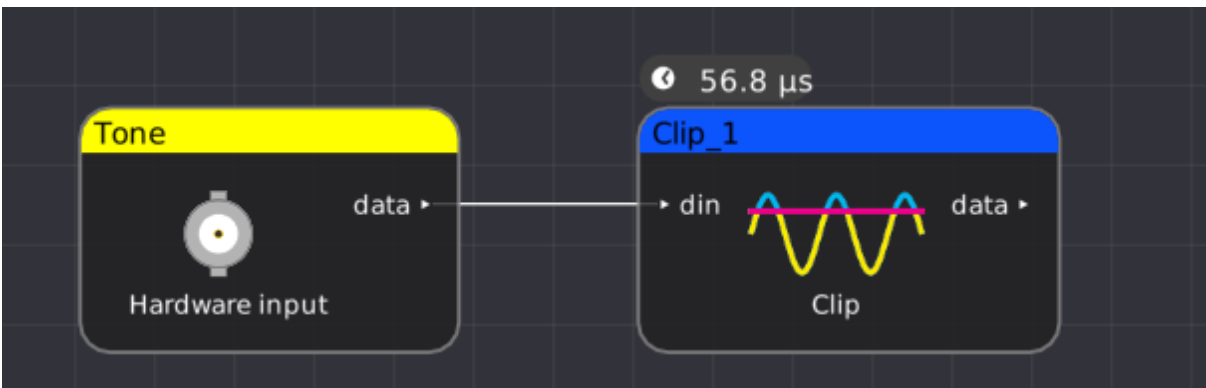 56.8 µs
Tone
Clip_1
data
din
data
Hardware input
Clip